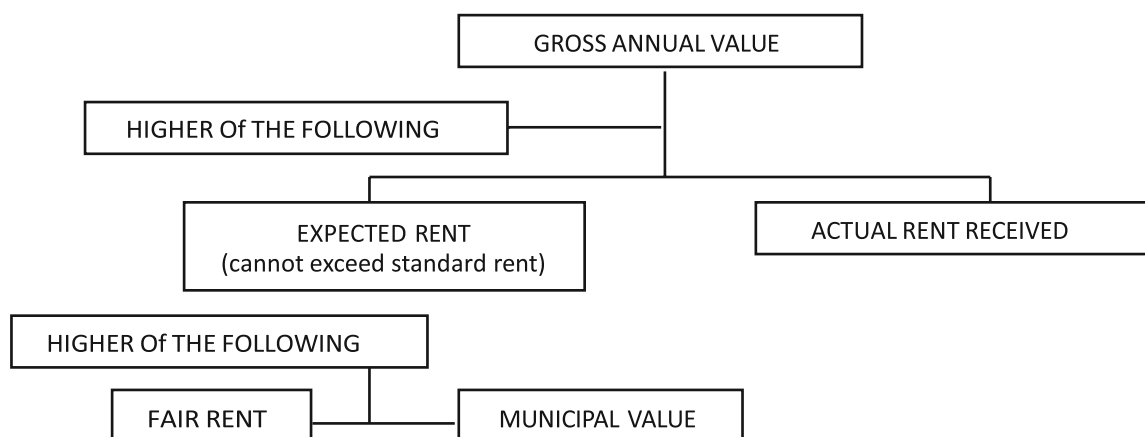 GROSS ANNUAL VALUE
HIGHER Of THE FOLLOWING
EXPECTED RENT
(cannot exceed standard rent)
ACTUAL RENT RECEIVED
HIGHER Of THE FOLLOWING
FAIR RENT
MUNICIPAL VALUE